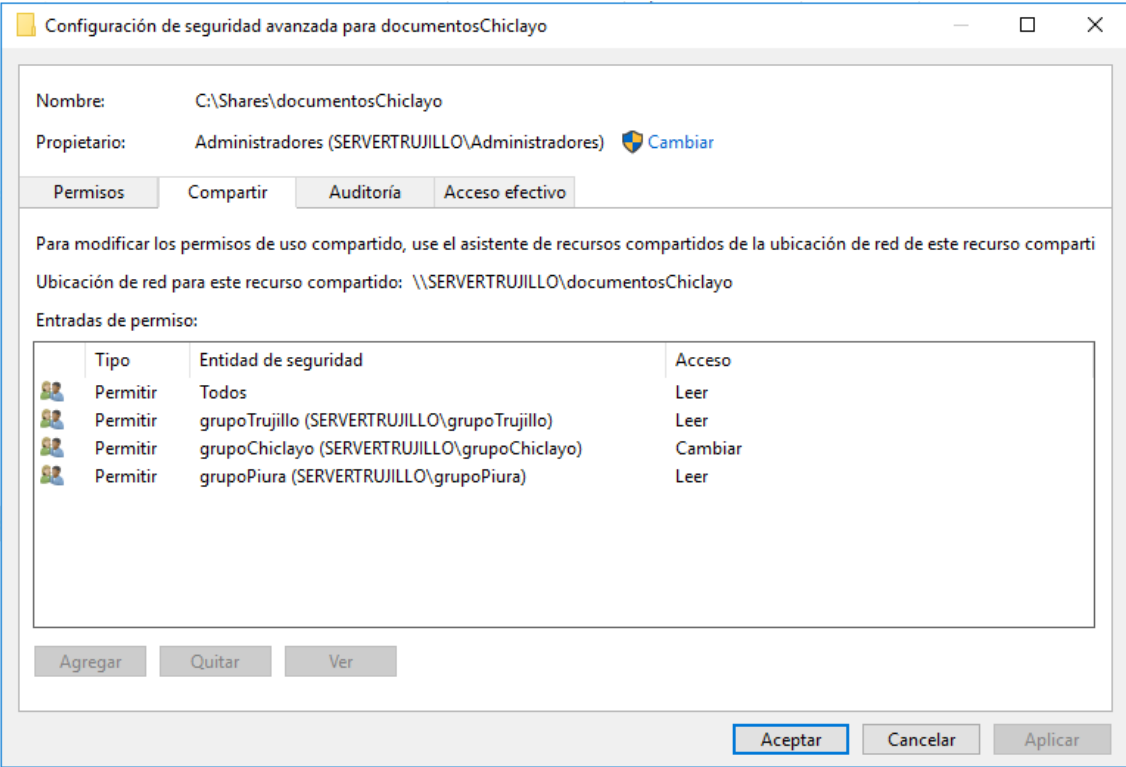 Configuración de seguridad avanzada para documentosChiclayo
Nombre: C:\Shares\documentosChiclayo
Propietario: Administradores (SERVERTRUJILLO\Administradores) Cambiar
Permisos Compartir Auditoría Acceso efectivo
Para modificar los permisos de uso compartido, use el asistente de recursos compartidos de la ubicación de red de este recurso comparti
Ubicación de red para este recurso compartido: \\SERVERTRUJILLO\documentosChiclayo
Entradas de permiso:
Tipo Entidad de seguridad Acceso
Permitir Todos Leer
Permitir grupoTrujillo (SERVERTRUJILLO\grupoTrujillo) Leer
Permitir grupoChiclayo (SERVERTRUJILLO\grupoChiclayo) Cambiar
Permitir grupoPiura (SERVERTRUJILLO\grupoPiura) Leer
Agregar Quitar Ver
Aceptar Cancelar Aplicar